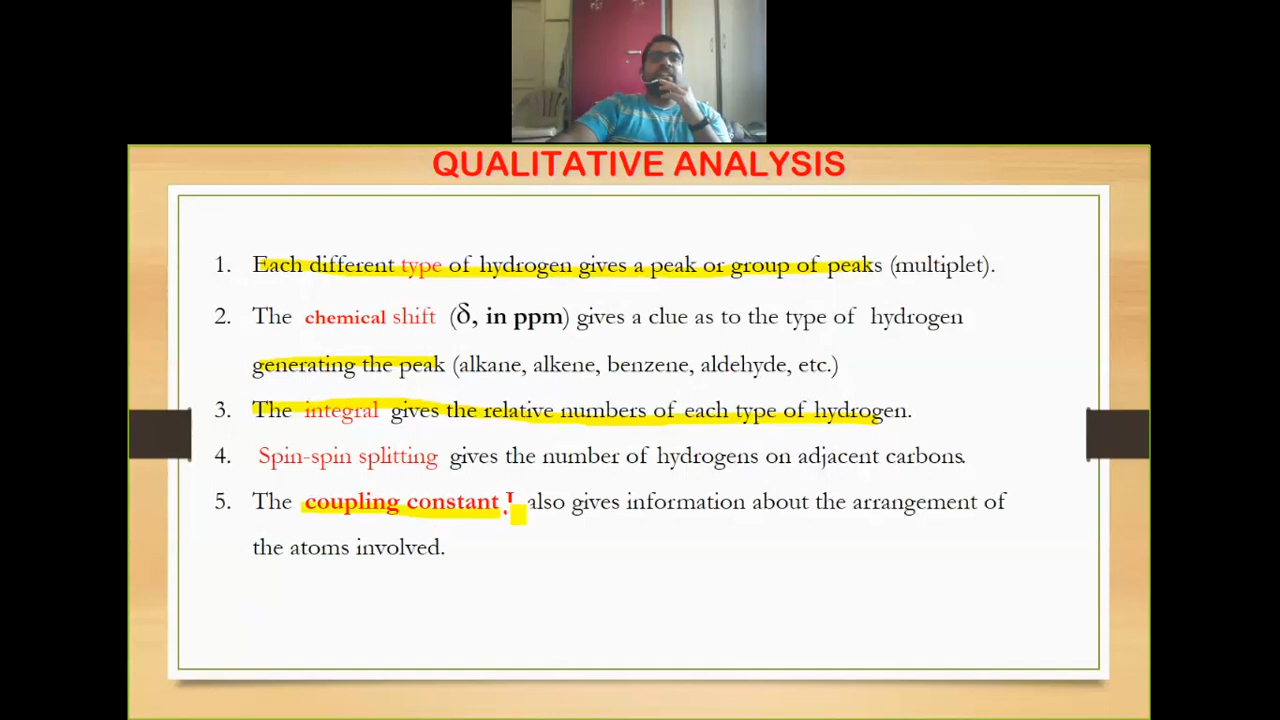 QUALITATIVE ANALYSIS
1. Each different type of hydrogen gives a peak or group of peaks (multiplet).
2. The chemical shift (δ, in ppm) gives a clue as to the type of hydrogen
generating the peak (alkane, alkene, benzene, aldehyde, etc.)
3. The integral gives the relative numbers of each type of hydrogen.
4. Spin-spin splitting gives the number of hydrogens on adjacent carbons.
5. The coupling constant J, also gives information about the arrangement of
the atoms involved.